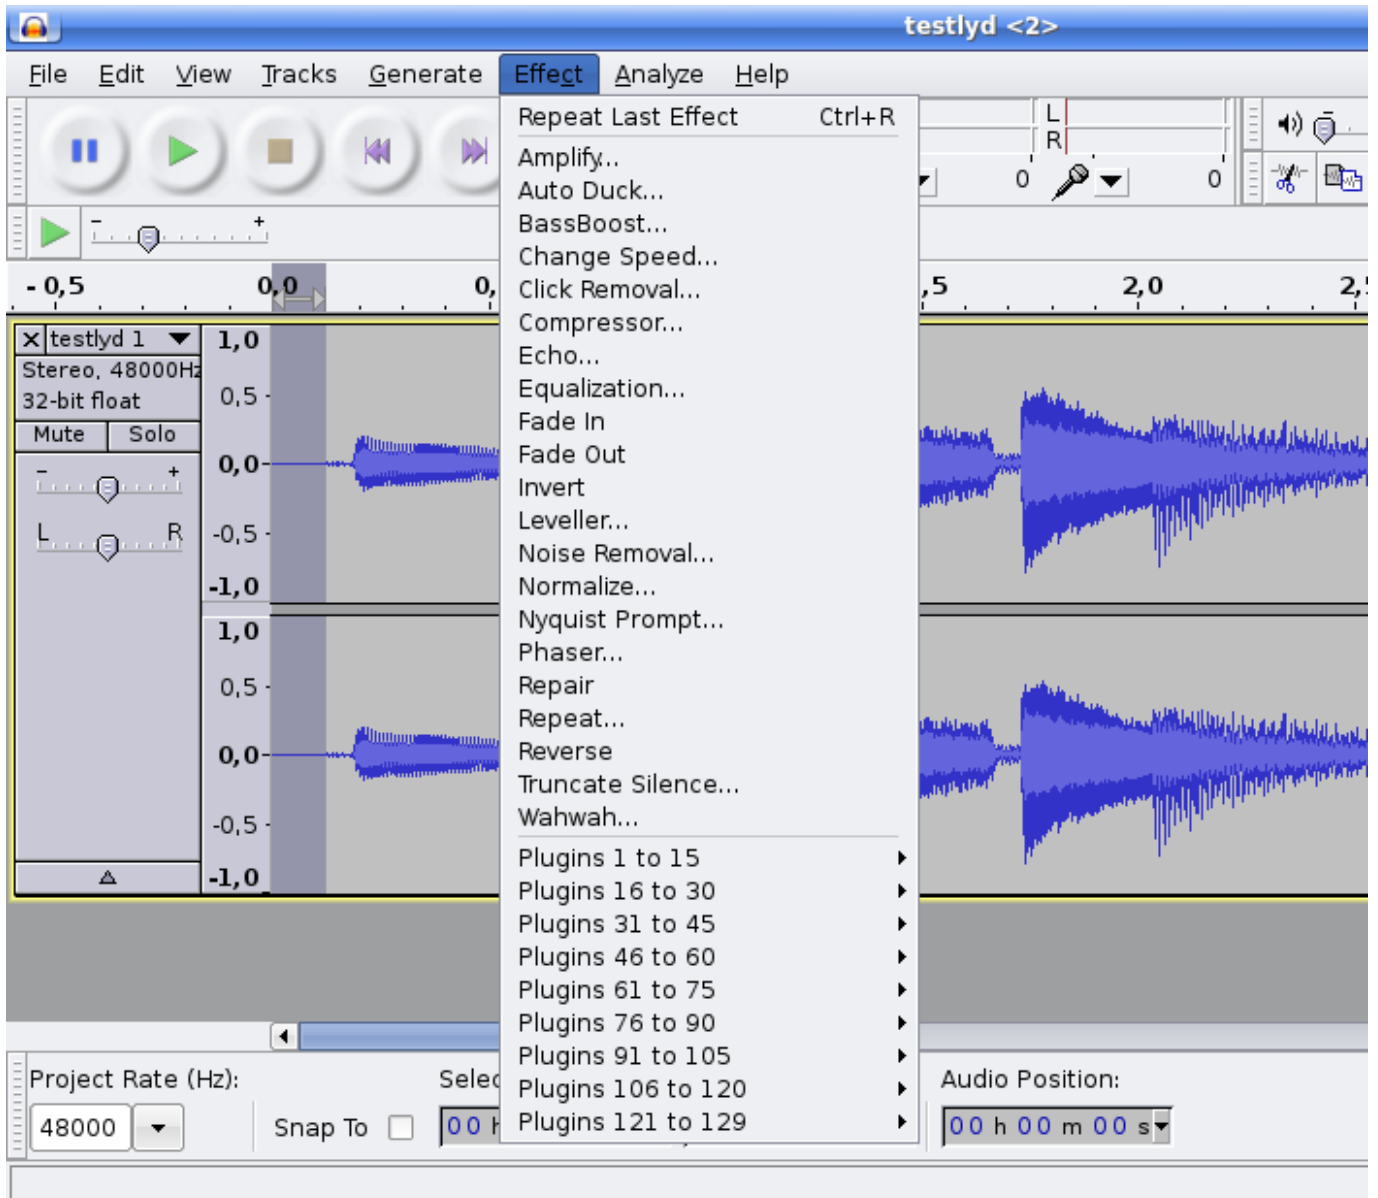 testlyd <2>
File Edit View Tracks Generate Effect Analyze Help
Repeat Last Effect Ctrl+R
Amplify...
Auto Duck...
BassBoost...
Change Speed...
Click Removal...
Compressor...
Echo...
Equalization...
Fade In
Fade Out
Invert
Leveller...
Noise Removal...
Normalize...
Nyquist Prompt...
Phaser...
Repair
Repeat...
Reverse
Truncate Silence...
Wahwah...
Plugins 1 to 15
Plugins 16 to 30
Plugins 31 to 45
Plugins 46 to 60
Plugins 61 to 75
Plugins 76 to 90
Plugins 91 to 105
Plugins 106 to 120
Plugins 121 to 129
L
R
0 0
- +
- 0,5 0,0 0, ,5 2,0 2,
testlyd 1
Stereo, 48000Hz
32-bit float
Mute Solo
- +
L R
1,0
0,5
0,0
-0,5
-1,0
1,0
0,5
0,0
-0,5
-1,0
Project Rate (Hz):
48000
Snap To
Selec
00 h
Audio Position:
00 h 00 m 00 s